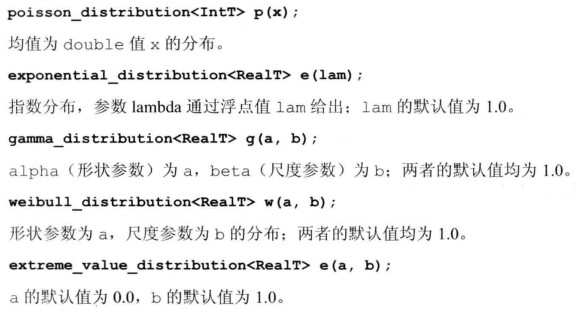 poisson_distribution<IntT> p(x);
均值为 double 值 x 的分布。
exponential_distribution<RealT> e(lam);
指数分布，参数 lambda 通过浮点值 lam 给出；lam 的默认值为 1.0。
gamma_distribution<RealT> g(a, b);
alpha（形状参数）为 a，beta（尺度参数）为 b；两者的默认值均为 1.0。
weibull_distribution<RealT> w(a, b);
形状参数为 a，尺度参数为 b 的分布；两者的默认值均为 1.0。
extreme_value_distribution<RealT> e(a, b);
a 的默认值为 0.0，b 的默认值为 1.0。